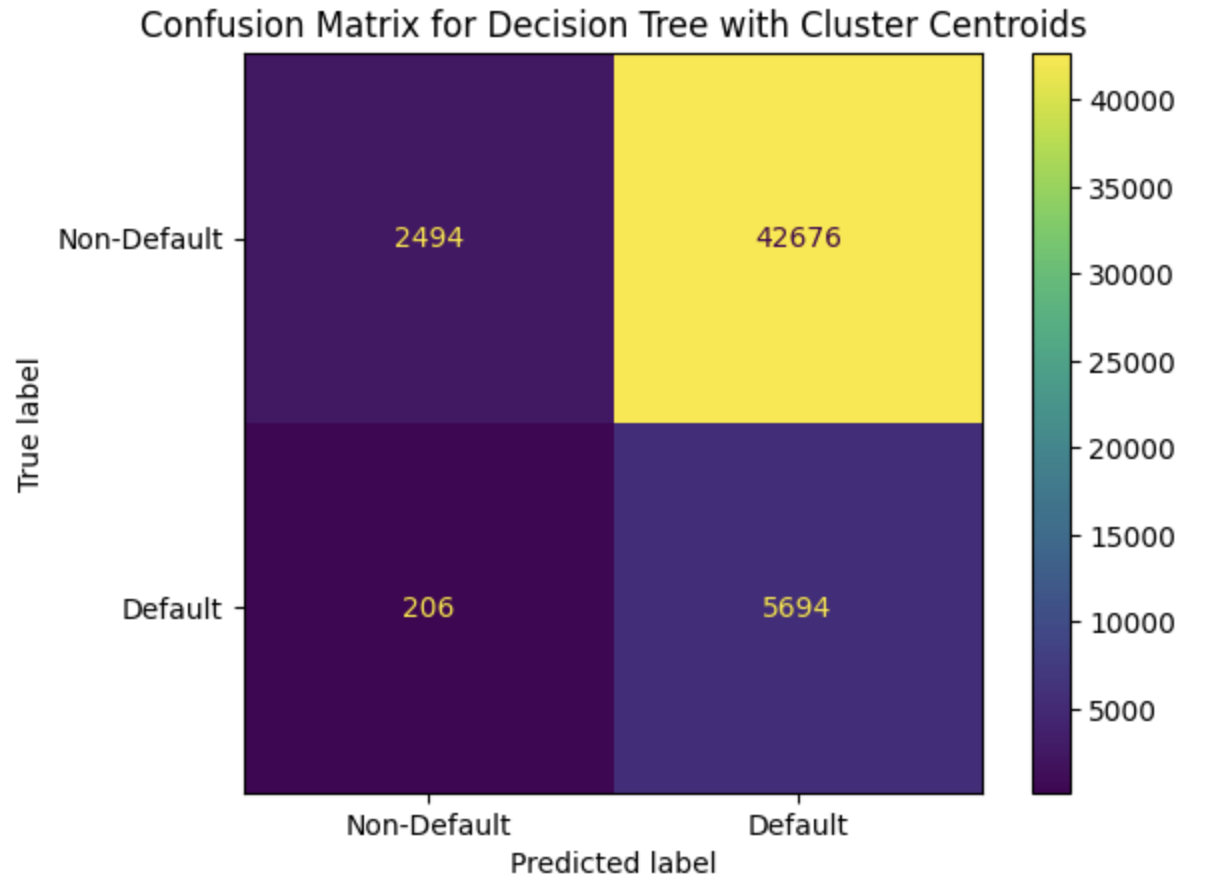 Confusion Matrix for Decision Tree with Cluster Centroids
True label
Non-Default
2494
42676
Default
206
5694
Non-Default
Default
Predicted label
40000
35000
30000
25000
20000
15000
10000
5000